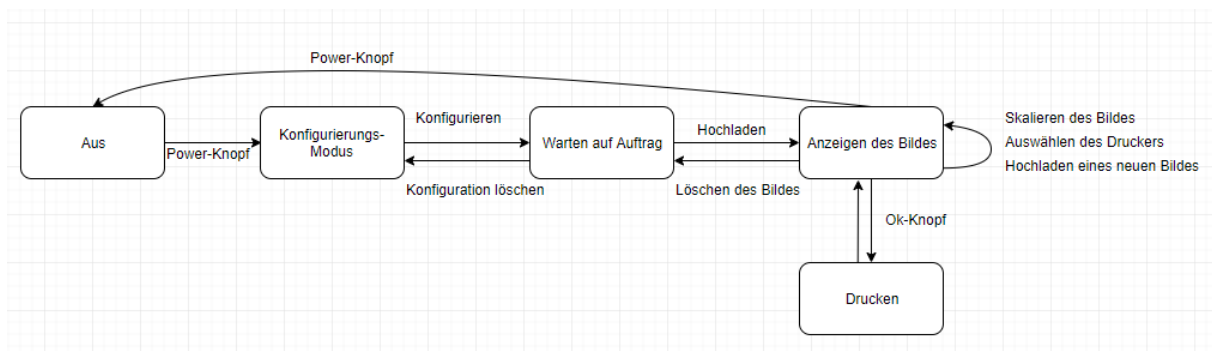 Power-Knopf
Aus
Power-Knopf
Konfigurierungs-
Modus
Konfigurieren
Konfiguration löschen
Warten auf Auftrag
Hochladen
Löschen des Bildes
Anzeigen des Bildes
Skalieren des Bildes
Auswählen des Druckers
Hochladen eines neuen Bildes
Ok-Knopf
Drucken